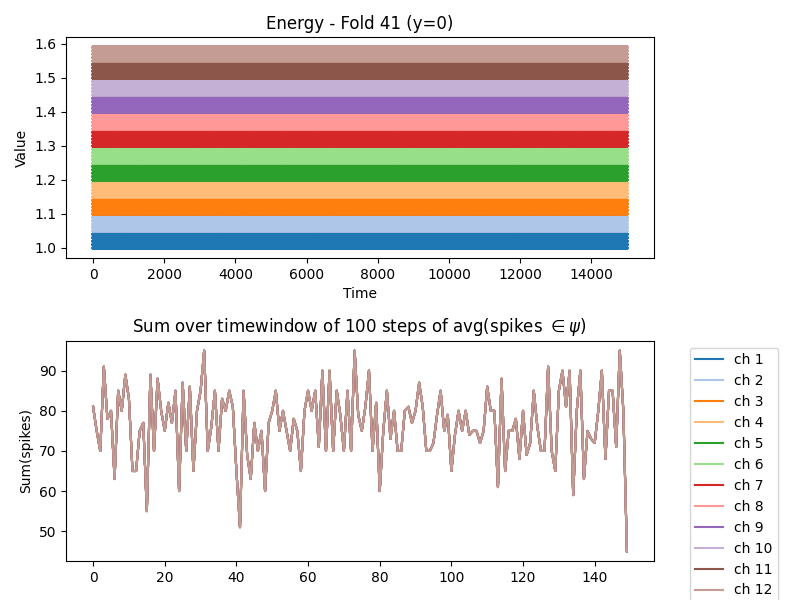 Energy - Fold 41 (y=0)
Value
1.6
1.5
1.4
1.3
1.2
1.1
1.0
0 2000 4000 6000 8000 10000 12000 14000
Time
Sum over timewindow of 100 steps of avg(spikes ∈ψ)
Sum(spikes)
90
80
70
60
50
0 20 40 60 80 100 120 140
ch 1
ch 2
ch 3
ch 4
ch 5
ch 6
ch 7
ch 8
ch 9
ch 10
ch 11
ch 12